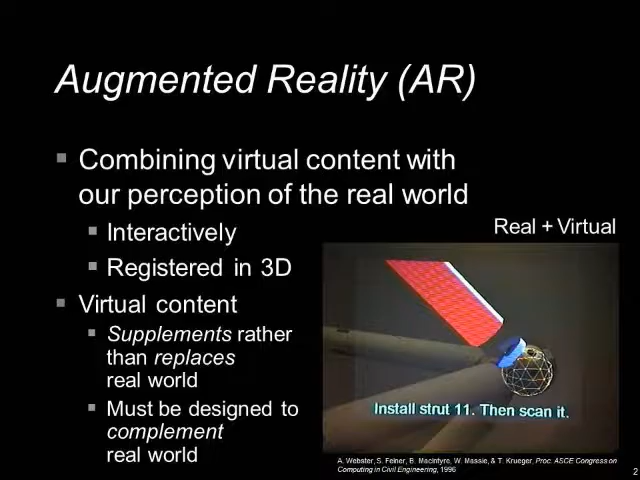 Augmented Reality (AR)
Combining virtual content with
our perception of the real world
Interactively
Registered in 3D
Virtual content
Supplements rather
than replaces
real world
Must be designed to
complement
real world
Real + Virtual
Install strut 11. Then scan it.
A. Webster, S. Feiner, B. MacIntyre, W. Massie, & T. Krueger, Proc. ASCE Congress on
Computing in Civil Engineering, 1996
2